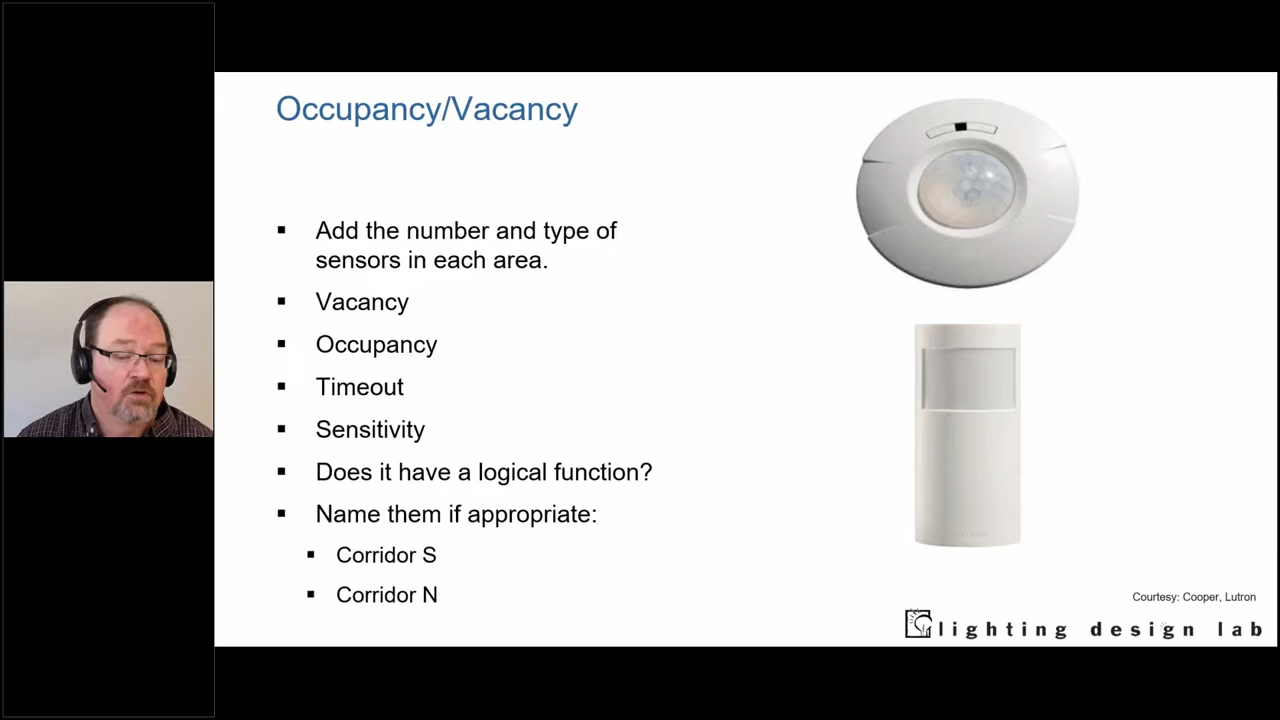 Occupancy/Vacancy
Add the number and type of
sensors in each area.
Vacancy
Occupancy
Timeout
Sensitivity
Does it have a logical function?
Name them if appropriate:
Corridor S
Corridor N
Courtesy: Cooper, Lutron
lighting design lab